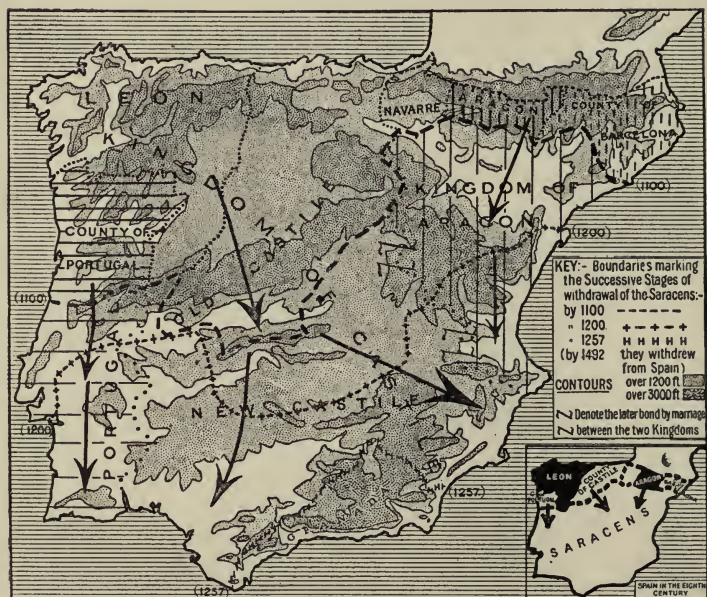 LEON
KINGDOM OF CASTILE
NAVARRE
ARAGON
COUNTY OF
BARCELONA
(1100)
KINGDOM OF
ARAGON
(1200)
COUNTY OF
PORTUGAL
OLD CASTILE
(1100)
(1200)
PORTUGAL
NEW CASTILE
(1257)
(1257)
KEY:- Boundaries marking
the Successive Stages of
withdrawal of the Saracens:-
by 1100
" 1200
" 1257
(by 1492 they withdrew
from Spain)
CONTOURS over 1200 ft.
over 3000 ft.
Z Denote the later bond by marriage
Z between the two Kingdoms
LEON
COUNTY
OF CASTILE
ARAGON
SARACENS
SPAIN IN THE EIGHTH
CENTURY